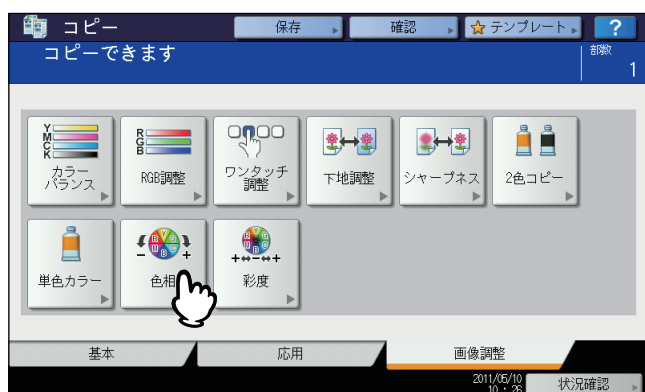 コピー
保存
確認
テンプレート
?
コピーできます
部数
1
Y
M
C
K
カラー
バランス
R
G
B
RGB調整
ワンタッチ
調整
下地調整
シャープネス
2色コピー
単色カラー
- +
色相
+⇔-⇔+
彩度
基本
応用
画像調整
2011/05/10
10 : 26
状況確認